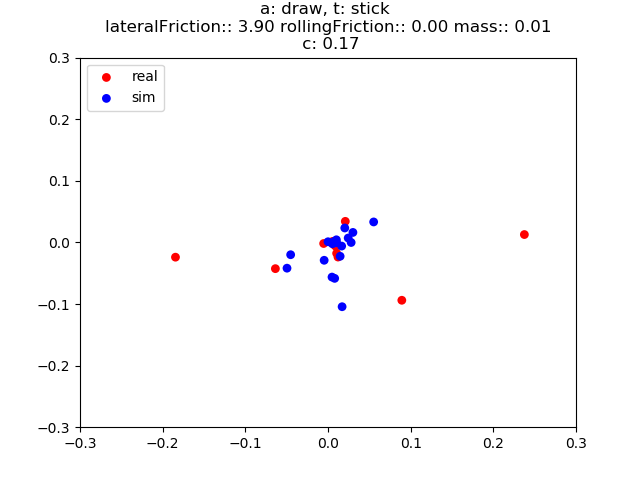 a: draw, t: stick
lateralFriction:: 3.90 rollingFriction:: 0.00 mass:: 0.01
c: 0.17
real
sim
0.3
0.2
0.1
0.0
−0.1
−0.2
−0.3
−0.3 −0.2 −0.1 0.0 0.1 0.2 0.3